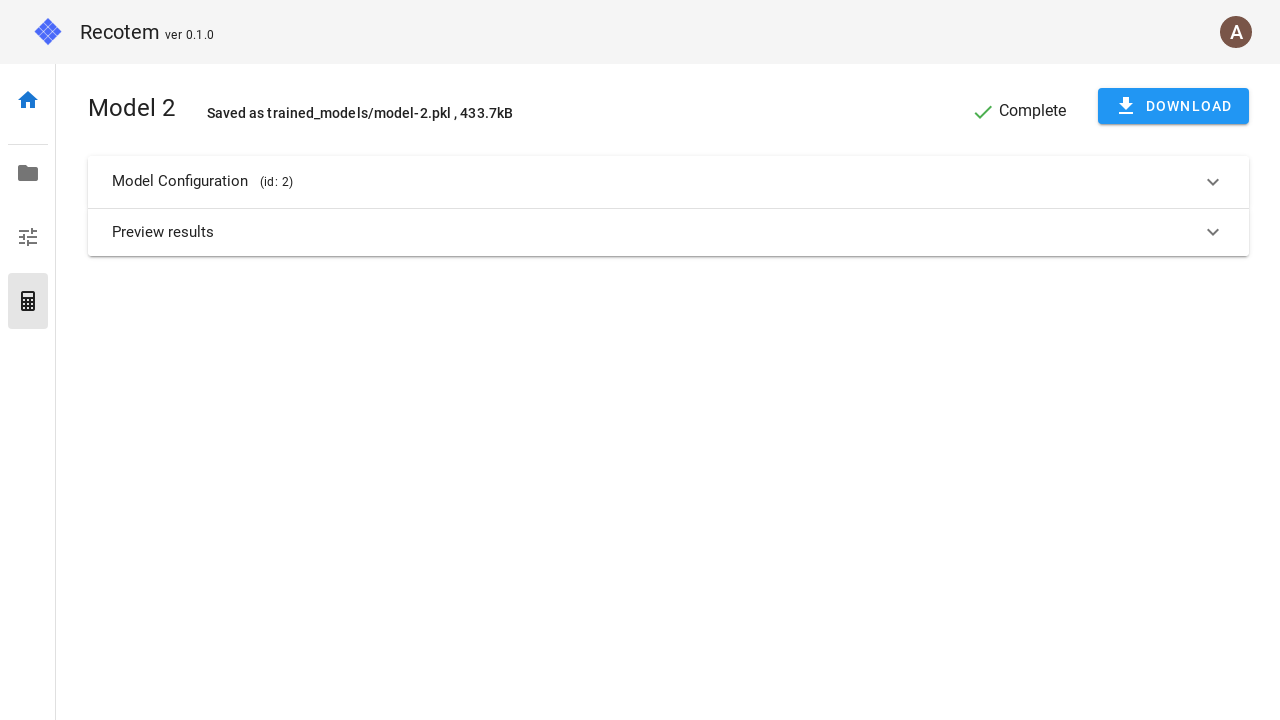 Recotem ver 0.1.0
A
Model 2
Saved as trained_models/model-2.pkl , 433.7kB
Complete
DOWNLOAD
Model Configuration (id: 2)
Preview results